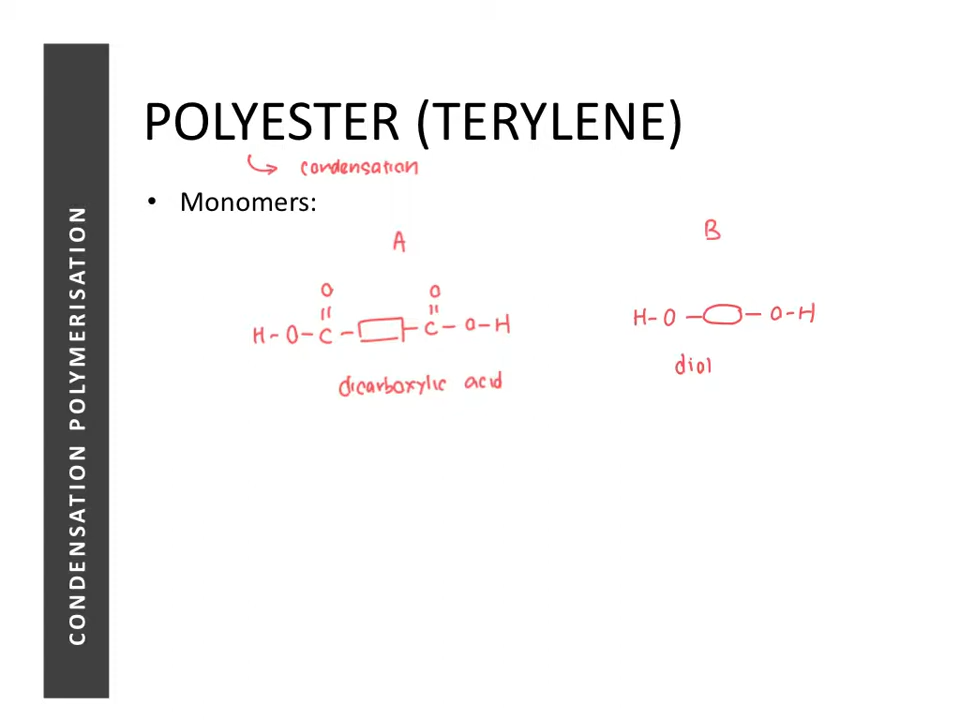 CONDENSATION POLYMERISATION
POLYESTER (TERYLENE)
condensation
• Monomers:
A
B
O O
H-O-C-C-O-H
H-O-O-H
dicarboxylic acid
diol